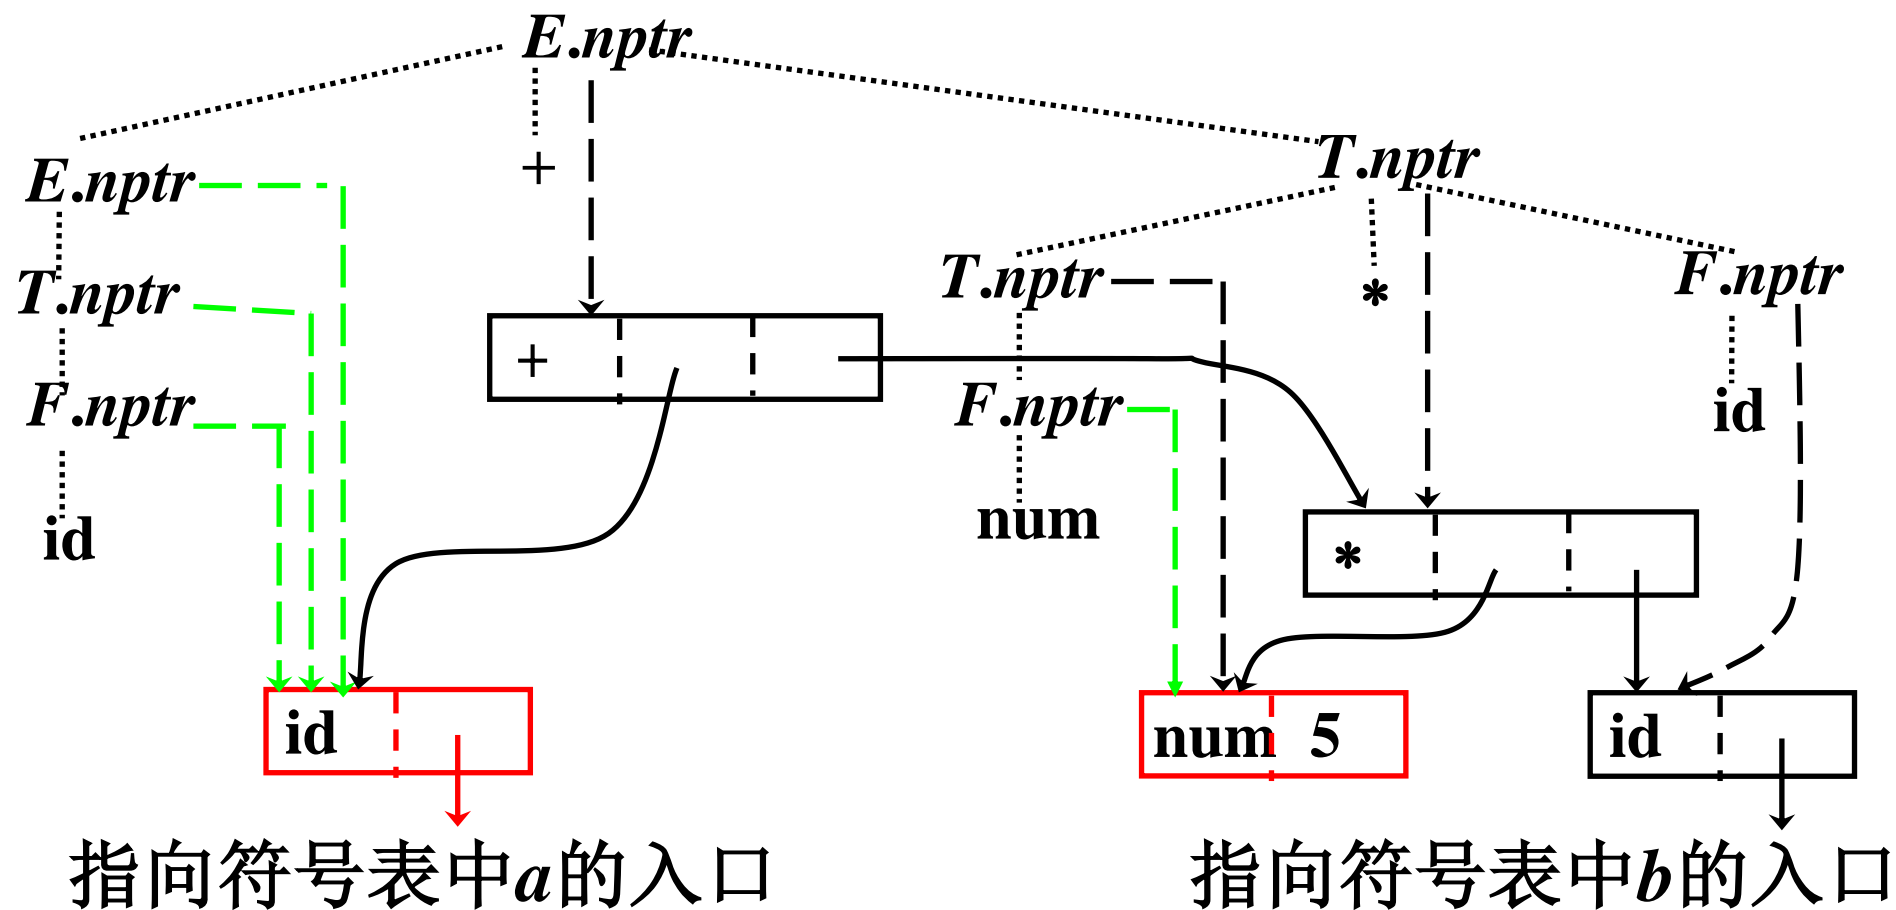 E.nptr
+
T.nptr
E.nptr
T.nptr
*
F.nptr
T.nptr
+
F.nptr
F.nptr
id
id
num
*
id
num 5
id
指向符号表中a的入口
指向符号表中b的入口